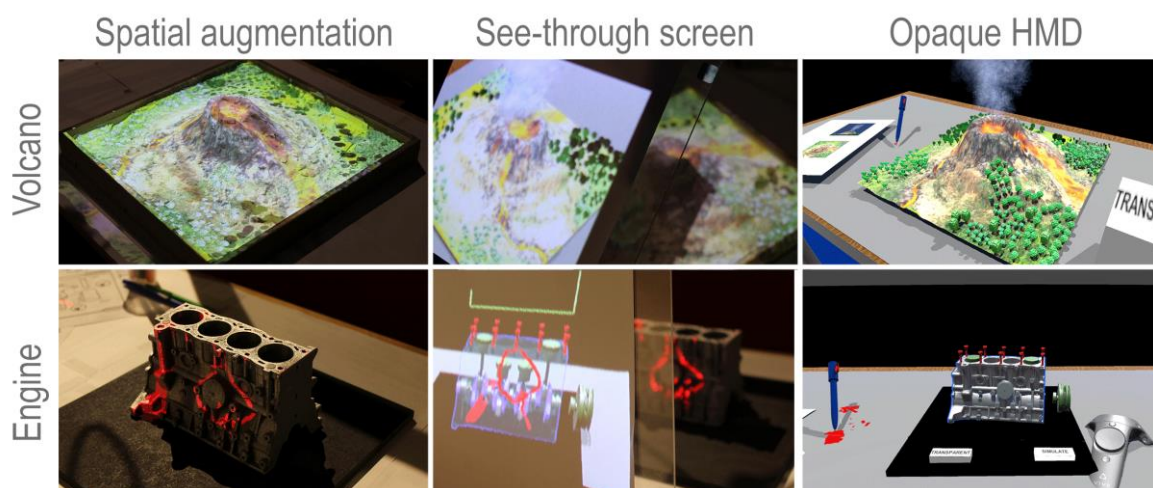 Spatial augmentation
See-through screen
Opaque HMD
Volcano
TRANS
Engine
TRANSPARENT
SIMULATE